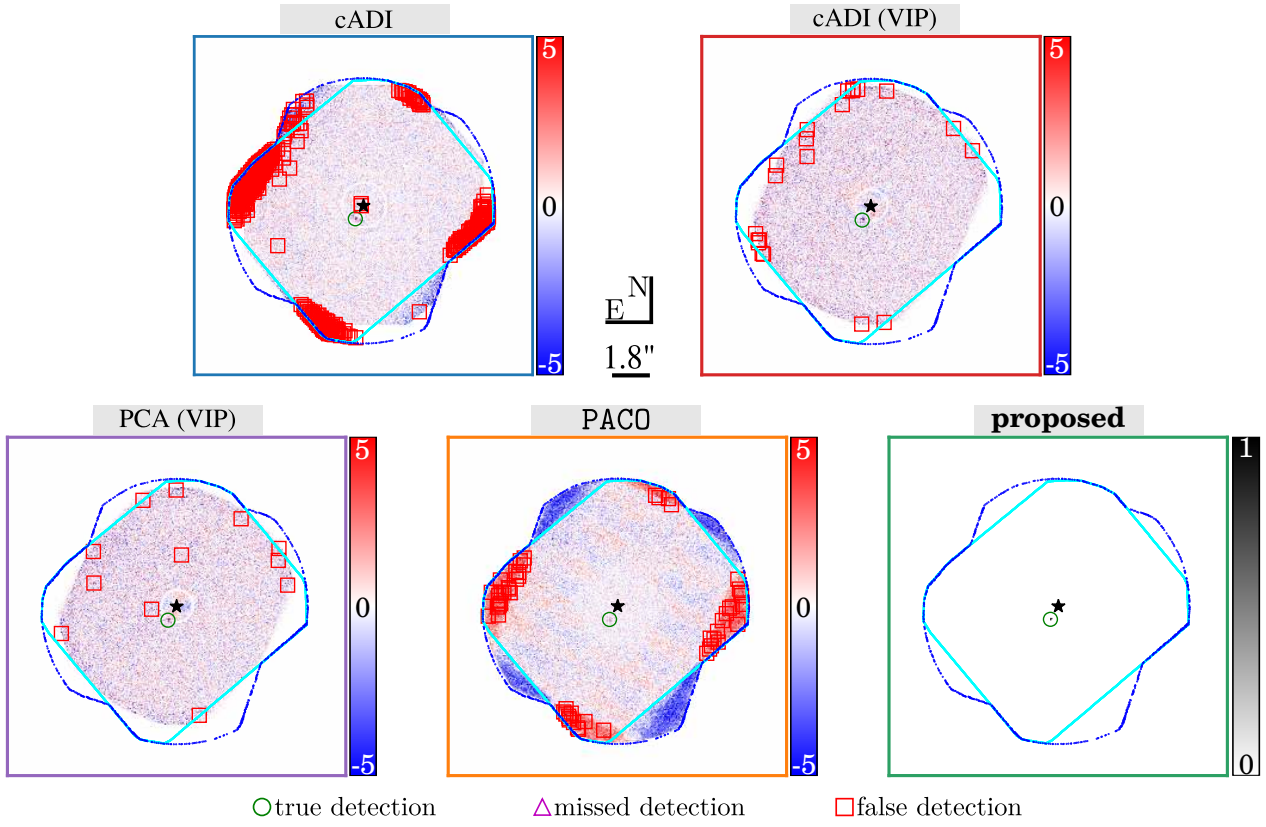 cADI
cADI (VIP)
5
0
-5
5
0
-5
N
E
1.8"
PCA (VIP)
PACO
proposed
5
0
-5
5
0
-5
1
0
true detection
missed detection
false detection